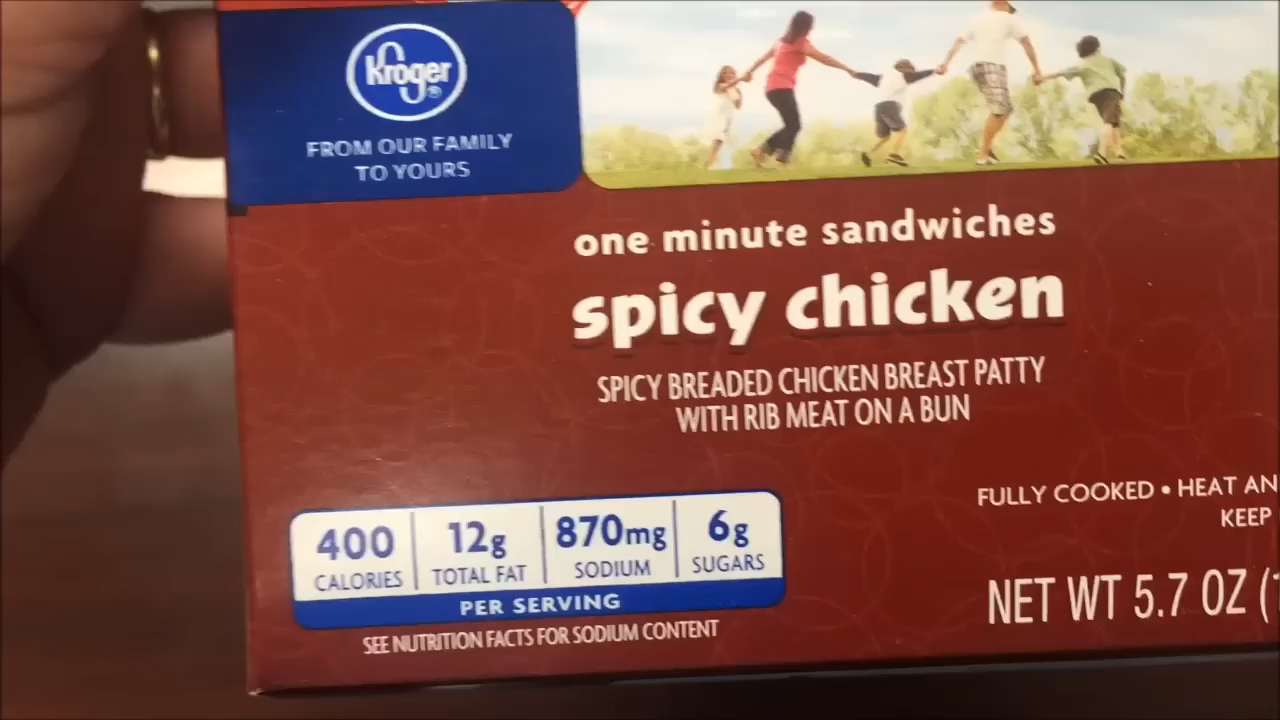 Kroger®
FROM OUR FAMILY
TO YOURS
one minute sandwiches
spicy chicken
SPICY BREADED CHICKEN BREAST PATTY
WITH RIB MEAT ON A BUN
FULLY COOKED • HEAT AN
KEEP
400 12g 870mg 6g
CALORIES TOTAL FAT SODIUM SUGARS
PER SERVING
SEE NUTRITION FACTS FOR SODIUM CONTENT
NET WT 5.7 OZ (